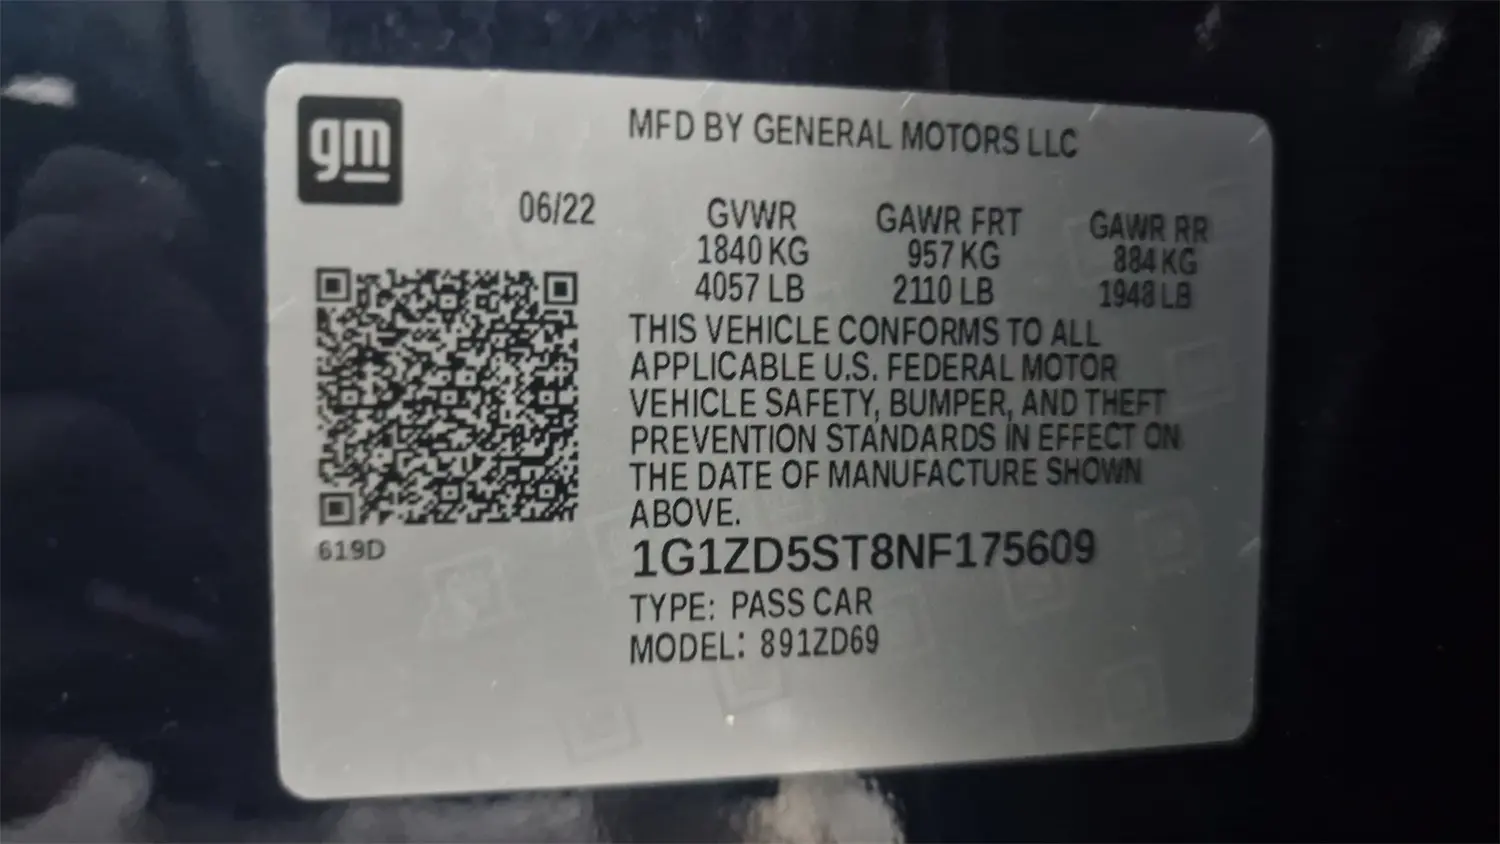 gm
MFD BY GENERAL MOTORS LLC
06/22
GVWR GAWR FRT GAWR RR
1840 KG 957 KG 884 KG
4057 LB 2110 LB 1948 LB
THIS VEHICLE CONFORMS TO ALL
APPLICABLE U.S. FEDERAL MOTOR
VEHICLE SAFETY, BUMPER, AND THEFT
PREVENTION STANDARDS IN EFFECT ON
THE DATE OF MANUFACTURE SHOWN
ABOVE.
619D
1G1ZD5ST8NF175609
TYPE: PASS CAR
MODEL: 891ZD69